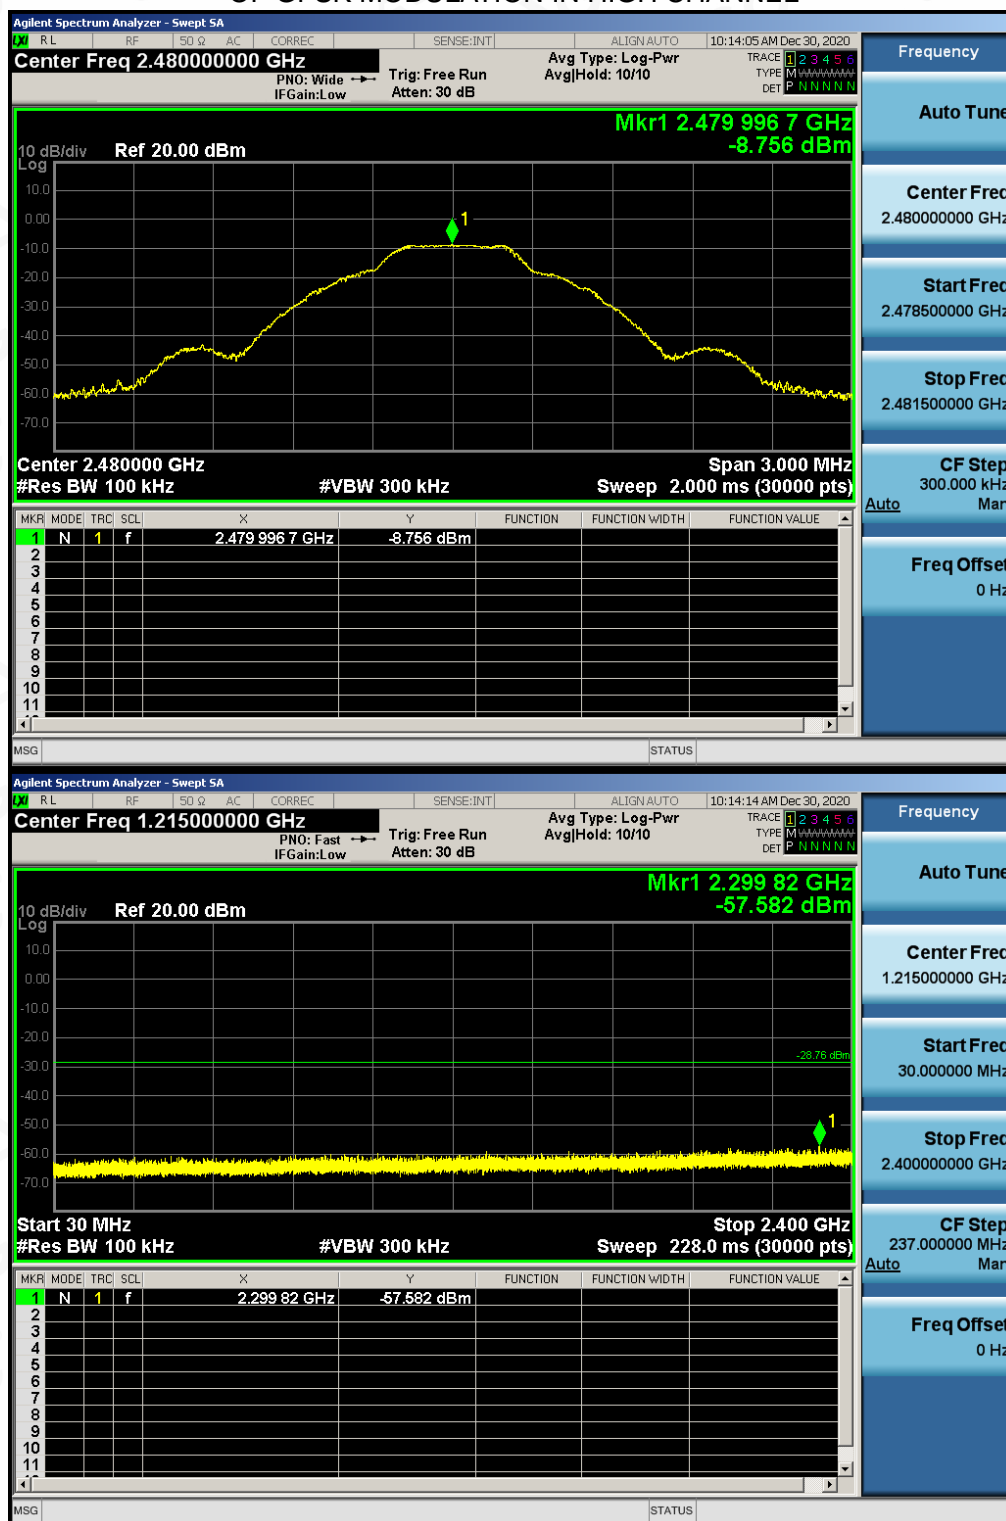 OF GFSK MODULATION IN HIGH CHANNEL
Agilent Spectrum Analyzer - Swept SA
LXI RL RF 50 Ω AC CORREC SENSE:INT ALIGN AUTO 10:14:05 AM Dec 30, 2020
Center Freq 2.480000000 GHz
PNO: Wide
IFGain:Low
Trig: Free Run
Atten: 30 dB
Avg Type: Log-Pwr
Avg|Hold: 10/10
TRACE 1 2 3 4 5 6
TYPE M WWWWW
DET P N N N N N
Mkr1 2.479 996 7 GHz
-8.756 dBm
10 dB/div Ref 20.00 dBm
Log
10.0
0.00
-10.0
-20.0
-30.0
-40.0
-50.0
-60.0
-70.0
1
Center 2.480000 GHz Span 3.000 MHz
#Res BW 100 kHz #VBW 300 kHz Sweep 2.000 ms (30000 pts)
MKR MODE TRC SCL X Y FUNCTION FUNCTION WIDTH FUNCTION VALUE
1 N 1 f 2.479 996 7 GHz -8.756 dBm
2
3
4
5
6
7
8
9
10
11
MSG STATUS
Frequency
Auto Tune
Center Freq
2.480000000 GHz
Start Freq
2.478500000 GHz
Stop Freq
2.481500000 GHz
CF Step
300.000 kHz
Auto Man
Freq Offset
0 Hz
Agilent Spectrum Analyzer - Swept SA
LXI RL RF 50 Ω AC CORREC SENSE:INT ALIGN AUTO 10:14:14 AM Dec 30, 2020
Center Freq 1.215000000 GHz
PNO: Fast
IFGain:Low
Trig: Free Run
Atten: 30 dB
Avg Type: Log-Pwr
Avg|Hold: 10/10
TRACE 1 2 3 4 5 6
TYPE M WWWWW
DET P N N N N N
Mkr1 2.299 82 GHz
-57.582 dBm
10 dB/div Ref 20.00 dBm
Log
10.0
0.00
-10.0
-20.0
-30.0
-40.0
-50.0
-60.0
-70.0
-28.76 dBm
1
Start 30 MHz Stop 2.400 GHz
#Res BW 100 kHz #VBW 300 kHz Sweep 228.0 ms (30000 pts)
MKR MODE TRC SCL X Y FUNCTION FUNCTION WIDTH FUNCTION VALUE
1 N 1 f 2.299 82 GHz -57.582 dBm
2
3
4
5
6
7
8
9
10
11
MSG STATUS
Frequency
Auto Tune
Center Freq
1.215000000 GHz
Start Freq
30.000000 MHz
Stop Freq
2.400000000 GHz
CF Step
237.000000 MHz
Auto Man
Freq Offset
0 Hz